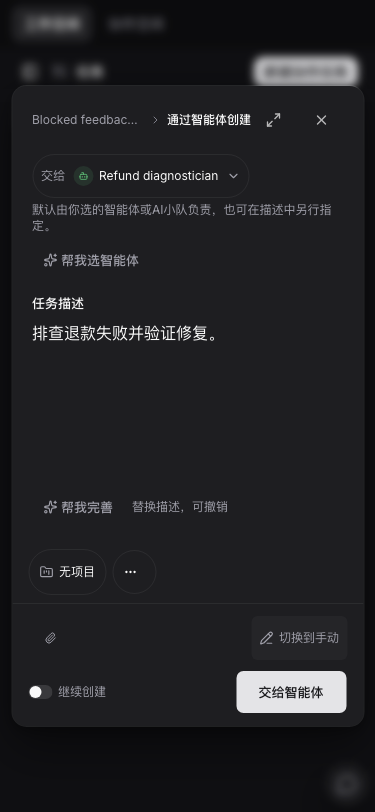 Blocked feedbac... > 通过智能体创建
交给 Refund diagnostician
默认由你选的智能体或AI小队负责，也可在描述中另行指
定。
帮我选智能体
任务描述
排查退款失败并验证修复。
帮我完善 替换描述，可撤销
无项目 ...
切换到手动
继续创建 交给智能体